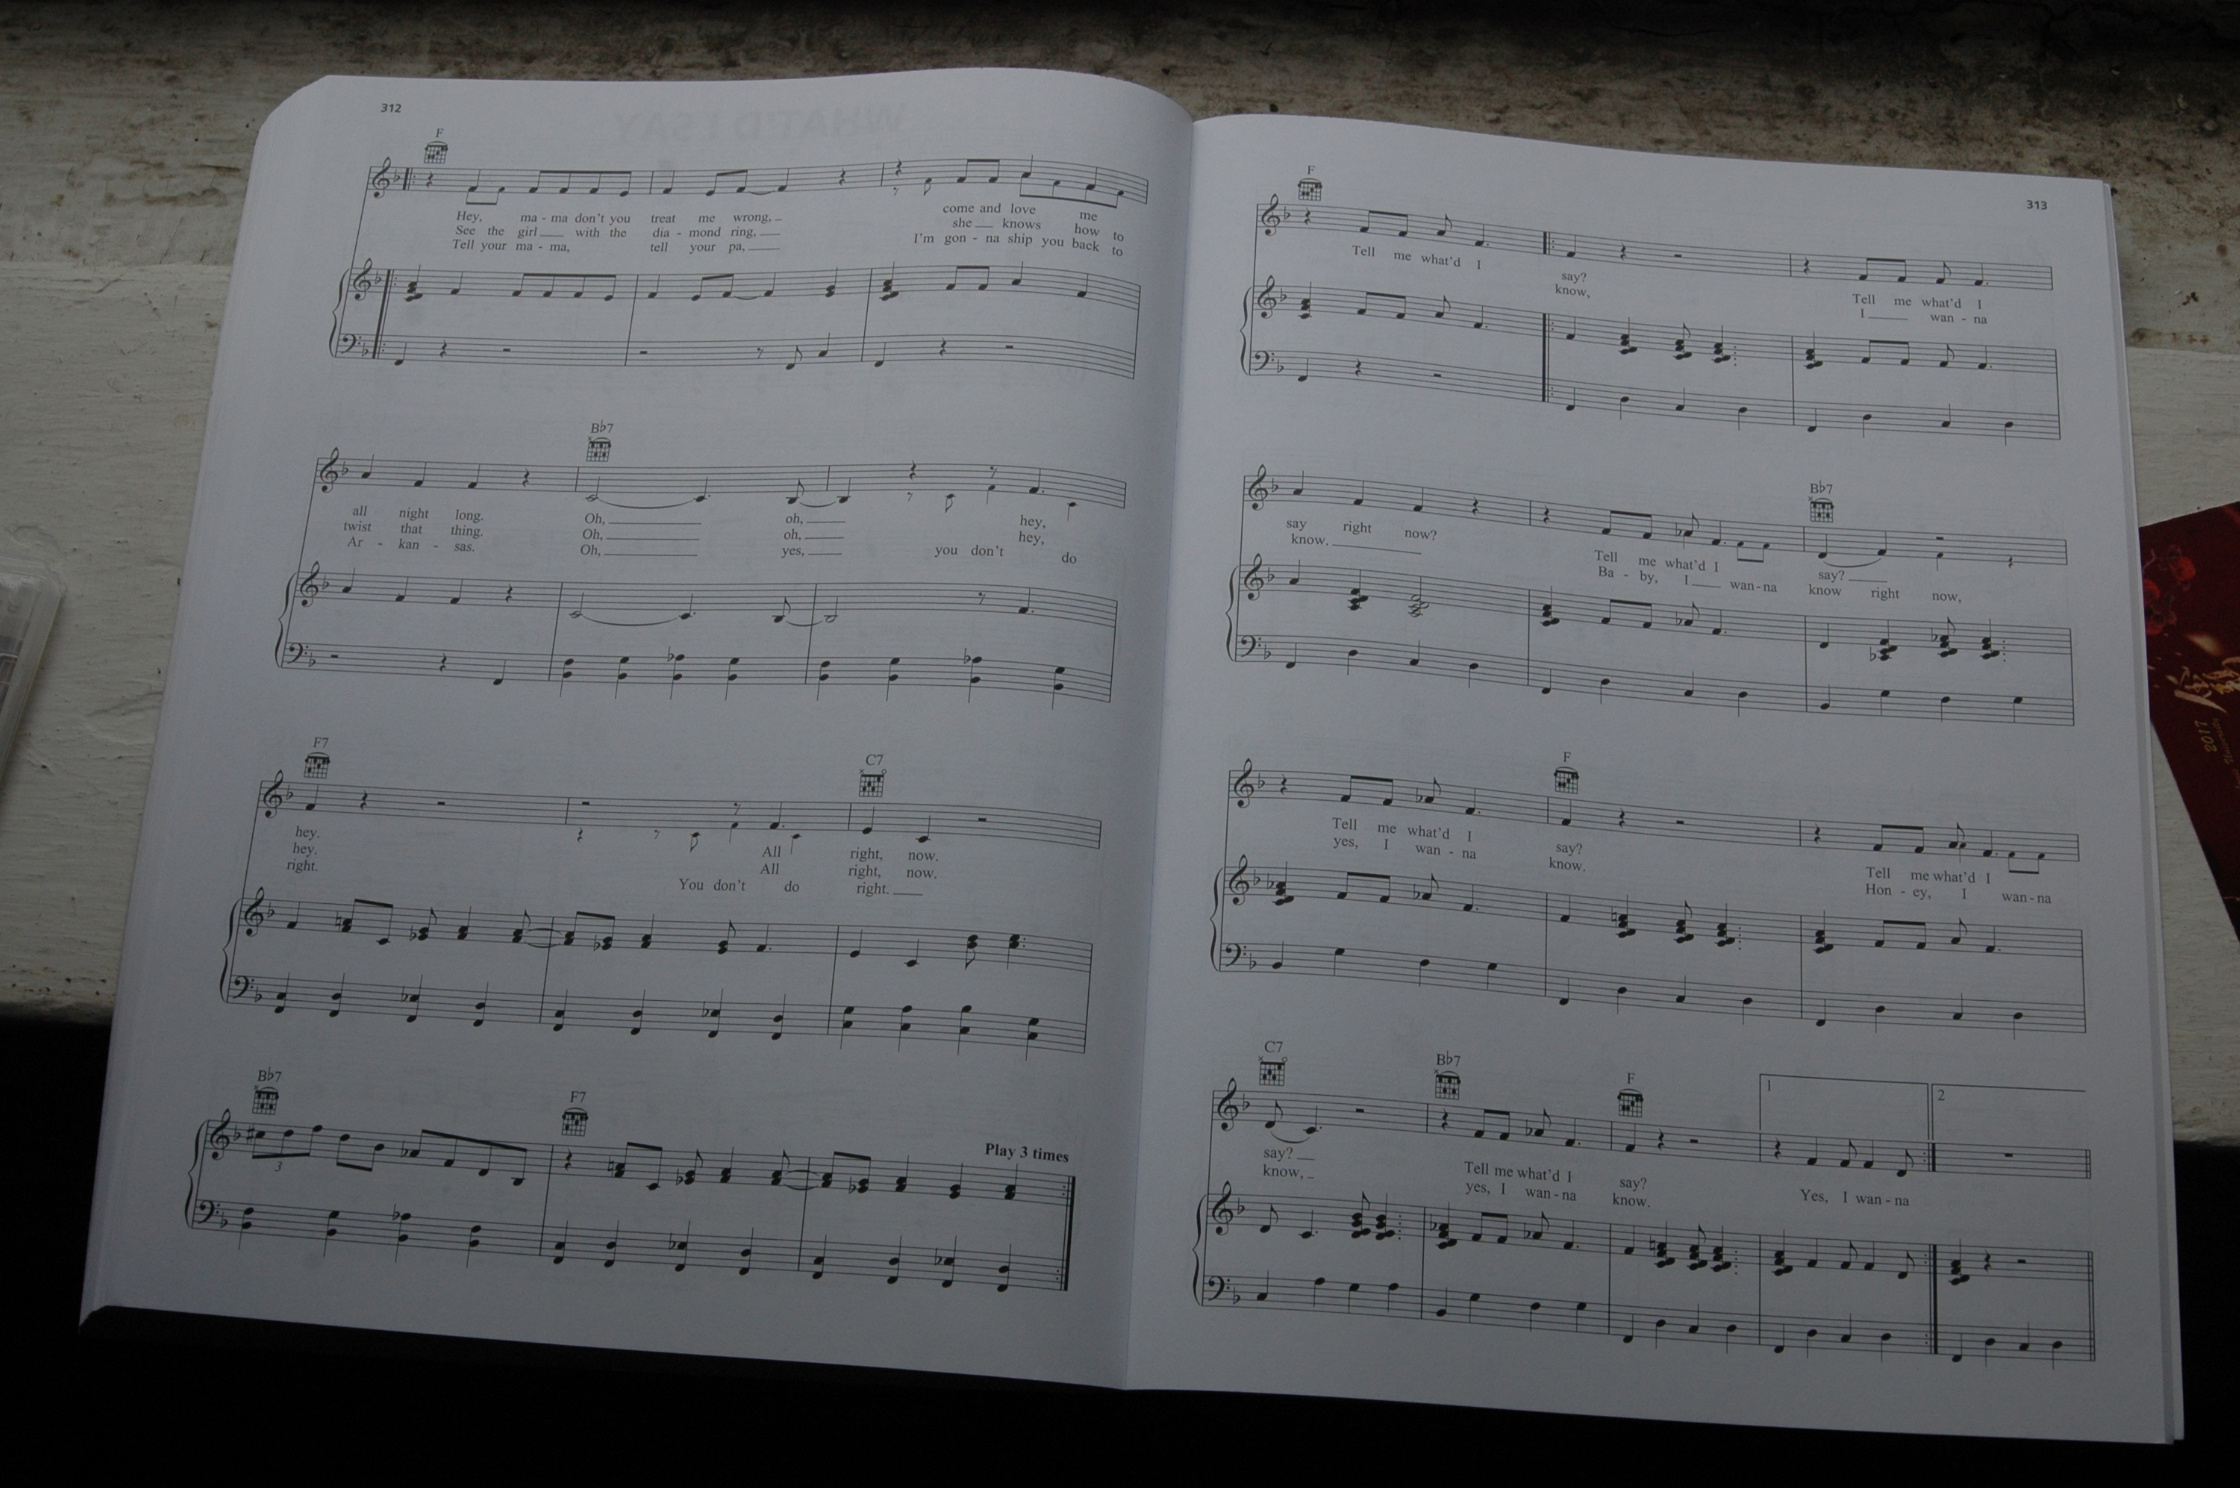 312
WHAT'D I SAY
F
Hey, ma - ma don't you treat me wrong, come and love me
See the girl with the dia - mond ring, she knows how to
Tell your ma - ma, tell your pa, I'm gon - na ship you back to
B♭7
all night long. Oh, oh, hey,
twist that thing. Oh, oh, hey,
Ar - kan - sas. Oh, yes, you don't do
F7 C7
hey. All right, now.
hey. All right, now.
right. You don't do right.
B♭7 F7
Play 3 times
3
313
F
Tell me what'd I say? Tell me what'd I
know, I wan - na
B♭7
say right now? Tell me what'd I say?
know. Ba - by, I wan - na know right now,
F
Tell me what'd I say? Tell me what'd I
yes, I wan - na know. Hon - ey, I wan - na
C7 B♭7 F 1 2
say? Tell me what'd I say?
know, yes, I wan - na know. Yes, I wan - na
2017